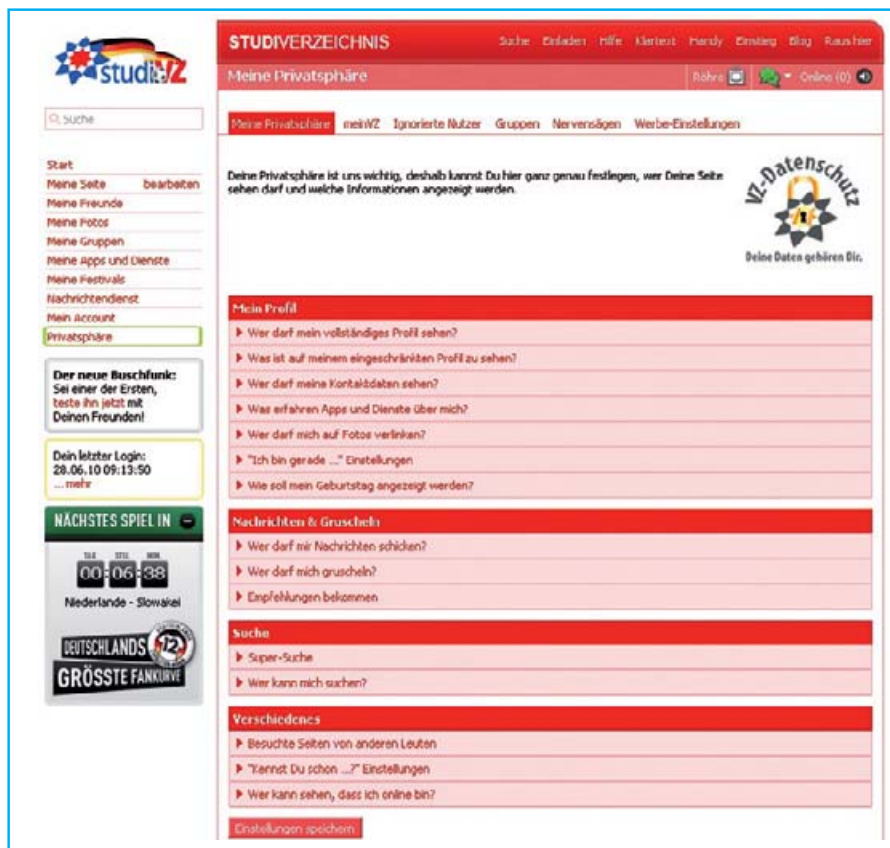 studiVZ
STUDIVERZEICHNIS
Suche Einladen Hilfe Klartext Handy Einstieg Blog Raus hier
Meine Privatsphäre
Röhre Online (0)
Suche
Meine Privatsphäre meinVZ Ignorierte Nutzer Gruppen Nervensägen Werbe-Einstellungen
Start
Meine Seite bearbeiten
Meine Freunde
Meine Fotos
Meine Gruppen
Meine Apps und Dienste
Meine Festivals
Nachrichtendienst
Mein Account
Privatsphäre
Der neue Buschfunk:
Sei einer der Ersten,
teste ihn jetzt mit
Deinen Freunden!
Dein letzter Login:
28.06.10 09:13:50
... mehr
NÄCHSTES SPIEL IN
TAG STD. MIN.
00:06:38
Niederlande - Slowakei
DEUTSCHLANDS 12
GRÖSSTE FANKURVE
Deine Privatsphäre ist uns wichtig, deshalb kannst Du hier ganz genau festlegen, wer Deine Seite
sehen darf und welche Informationen angezeigt werden.
VZ-Datenschutz
Deine Daten gehören Dir.
Mein Profil
Wer darf mein vollständiges Profil sehen?
Was ist auf meinem eingeschränkten Profil zu sehen?
Wer darf meine Kontaktdaten sehen?
Was erfahren Apps und Dienste über mich?
Wer darf mich auf Fotos verlinken?
"Ich bin gerade ..." Einstellungen
Wie soll mein Geburtstag angezeigt werden?
Nachrichten & Gruscheln
Wer darf mir Nachrichten schicken?
Wer darf mich gruscheln?
Empfehlungen bekommen
Suche
Super-Suche
Wer kann mich suchen?
Verschiedenes
Besuchte Seiten von anderen Leuten
"Kennst Du schon ...?" Einstellungen
Wer kann sehen, dass ich online bin?
Einstellungen speichern